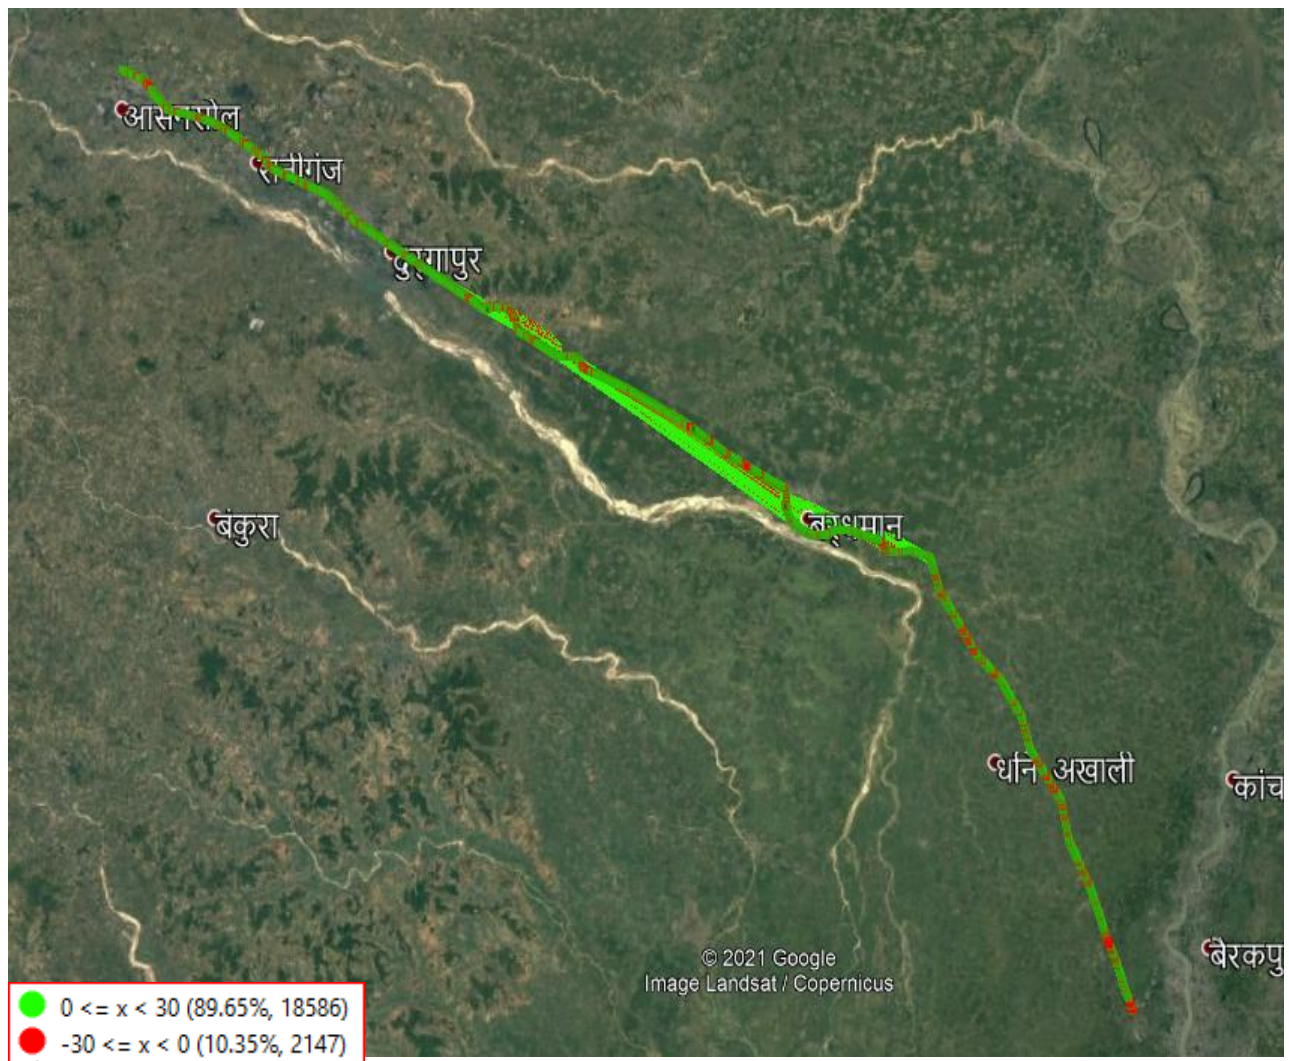 आसनसोल
रानीगंज
दुर्गापुर
बंकुरा
बर्धमान
धनि अखाली
कांच
बैरकपु
© 2021 Google
Image Landsat / Copernicus
0 <= x < 30 (89.65%, 18586)
-30 <= x < 0 (10.35%, 2147)